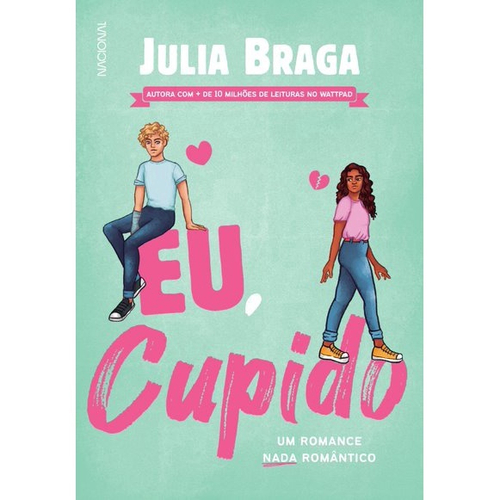 NACIONAL
JULIA BRAGA
AUTORA COM + DE 10 MILHÕES DE LEITURAS NO WATTPAD
EU,
Cupido
UM ROMANCE
NADA ROMÂNTICO